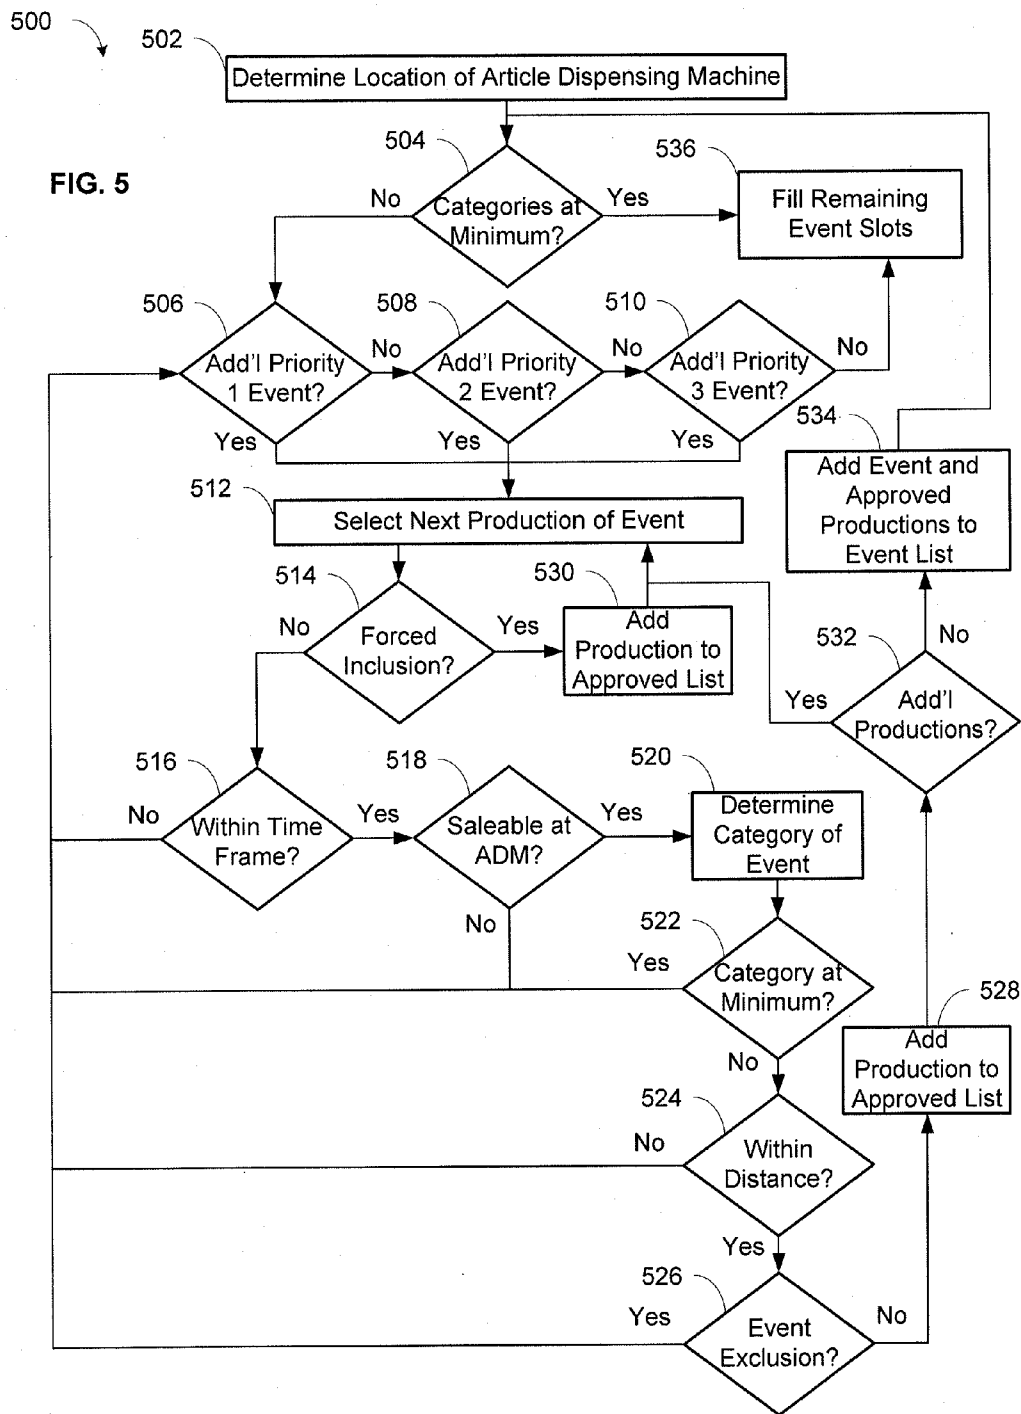 500
502
Determine Location of Article Dispensing Machine
FIG. 5
504
536
No
Categories at
Minimum?
Yes
Fill Remaining
Event Slots
506
508
510
Add'l Priority
1 Event?
No
Add'l Priority
2 Event?
No
Add'l Priority
3 Event?
No
Yes
Yes
Yes
534
Add Event and
Approved
Productions to
Event List
512
Select Next Production of Event
514
530
No
Forced
Inclusion?
Yes
Add
Production to
Approved List
No
532
Yes
Add'l
Productions?
516
518
520
No
Within Time
Frame?
Yes
Saleable at
ADM?
Yes
Determine
Category of
Event
No
522
Yes
Category at
Minimum?
528
No
Add
Production to
Approved List
524
No
Within
Distance?
Yes
526
Yes
Event
Exclusion?
No